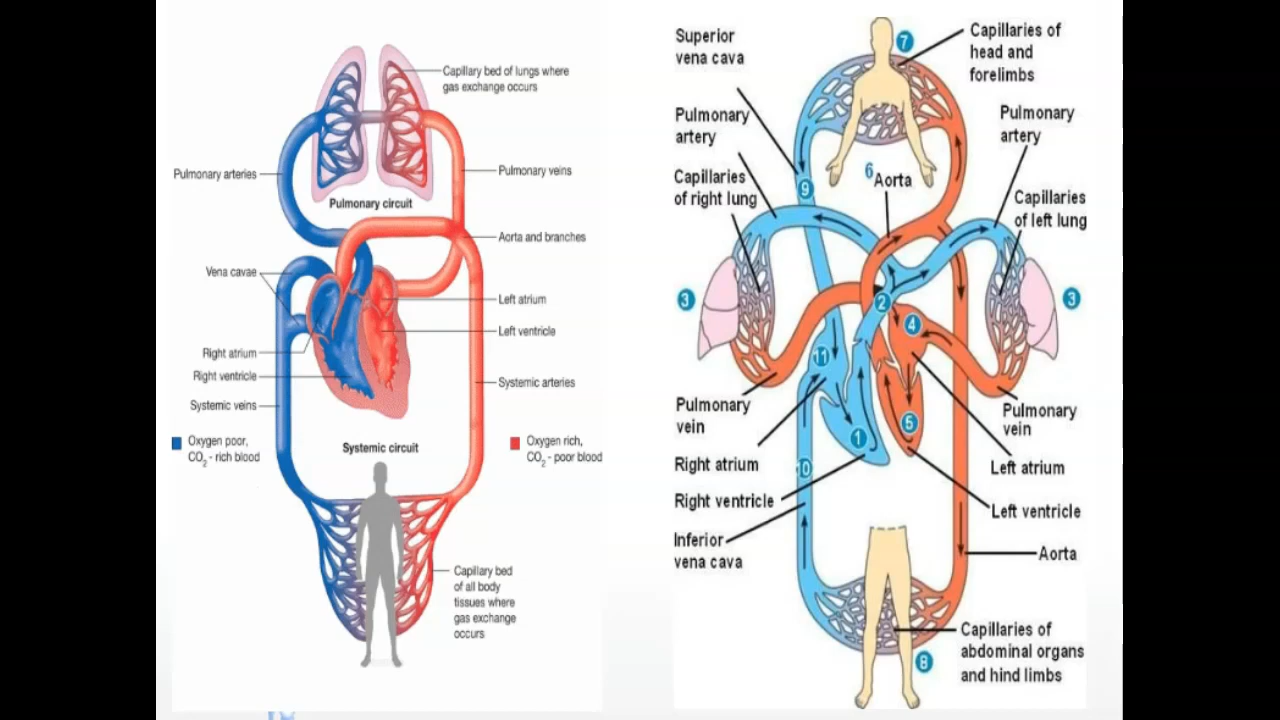 Capillary bed of lungs where
gas exchange occurs
Pulmonary arteries
Pulmonary veins
Pulmonary circuit
Aorta and branches
Vena cavae
Left atrium
Left ventricle
Right atrium
Right ventricle
Systemic arteries
Systemic veins
Oxygen poor,
CO2 - rich blood
Systemic circuit
Oxygen rich,
CO2 - poor blood
Capillary bed
of all body
tissues where
gas exchange
occurs
Superior
vena cava
7
Capillaries of
head and
forelimbs
Pulmonary
artery
Pulmonary
artery
Capillaries
of right lung
6
Aorta
9
Capillaries
of left lung
3
2
3
4
11
Pulmonary
vein
5
Pulmonary
vein
1
Right atrium
10
Left atrium
Right ventricle
Left ventricle
Inferior
vena cava
Aorta
Capillaries of
abdominal organs
and hind limbs
8